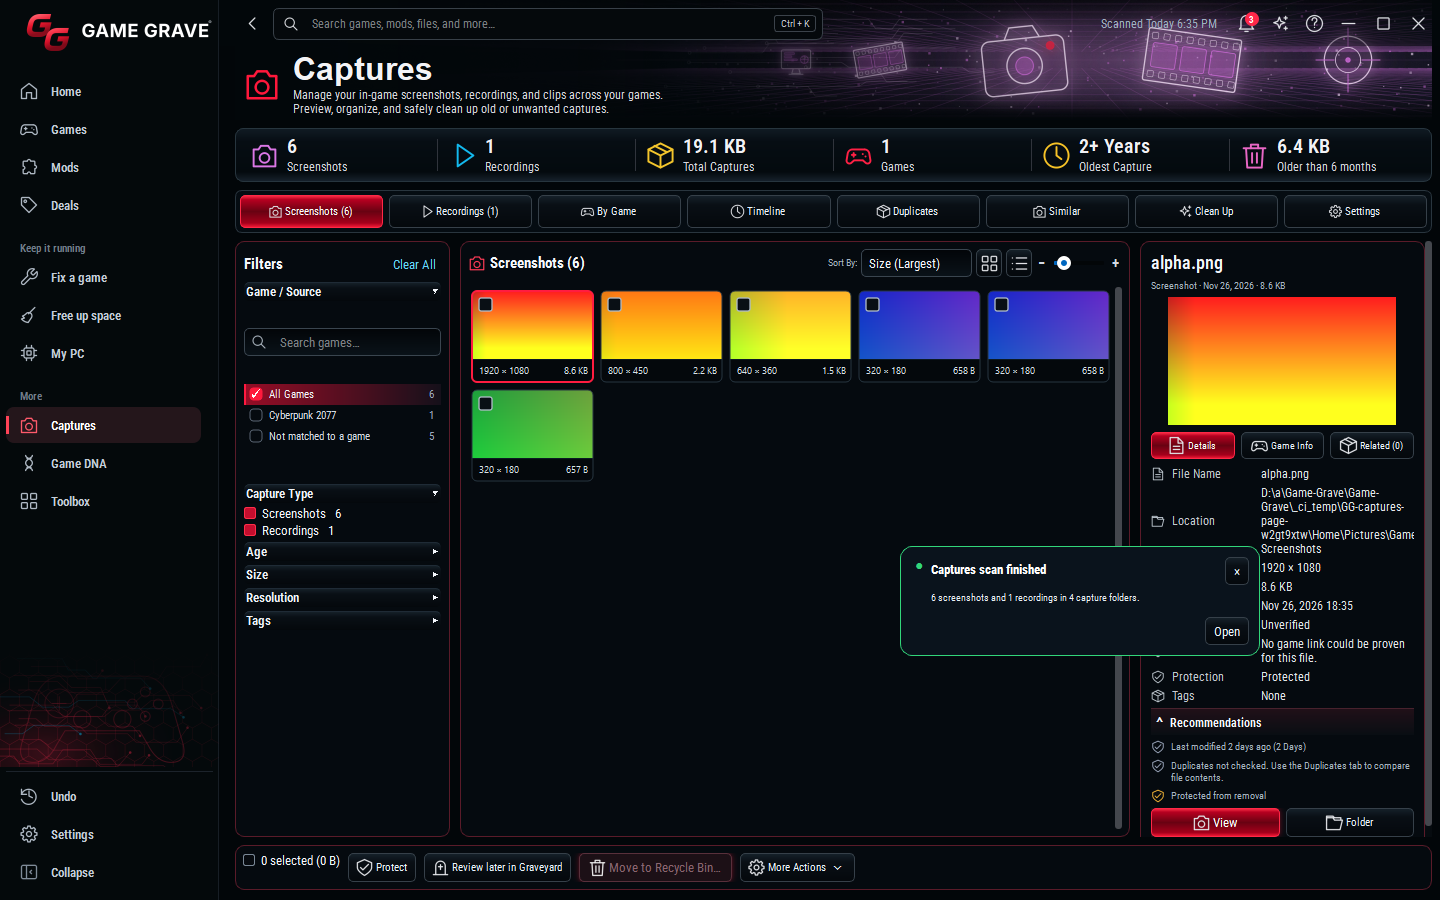 GAME GRAVE
Search games, mods, files, and more...
Ctrl + K
Scanned Today 6:35 PM
3
Home
Games
Mods
Deals
Keep it running
Fix a game
Free up space
My PC
More
Captures
Game DNA
Toolbox
Undo
Settings
Collapse
Captures
Manage your in-game screenshots, recordings, and clips across your games.
Preview, organize, and safely clean up old or unwanted captures.
6
Screenshots
1
Recordings
19.1 KB
Total Captures
1
Games
2+ Years
Oldest Capture
6.4 KB
Older than 6 months
Screenshots (6)
Recordings (1)
By Game
Timeline
Duplicates
Similar
Clean Up
Settings
Filters
Clear All
Game / Source
Search games...
All Games 6
Cyberpunk 2077 1
Not matched to a game 5
Capture Type
Screenshots 6
Recordings 1
Age
Size
Resolution
Tags
Screenshots (6)
Sort By:
Size (Largest)
- +
1920 × 1080 8.6 KB
800 × 450 2.2 KB
640 × 360 1.5 KB
320 × 180 658 B
320 × 180 658 B
320 × 180 657 B
alpha.png
Screenshot · Nov 26, 2026 · 8.6 KB
Details
Game Info
Related (0)
File Name alpha.png
Location
D:\a\Game-Grave\Game-
Grave\_ci_temp\GG-captures-
page-
w2gt9xtw\Home\Pictures\Game
Screenshots
1920 × 1080
8.6 KB
Nov 26, 2026 18:35
Unverified
No game link could be proven
for this file.
Protection Protected
Tags None
^ Recommendations
Last modified 2 days ago (2 Days)
Duplicates not checked. Use the Duplicates tab to compare
file contents.
Protected from removal
View
Folder
Captures scan finished
x
6 screenshots and 1 recordings in 4 capture folders.
Open
0 selected (0 B)
Protect
Review later in Graveyard
Move to Recycle Bin...
More Actions